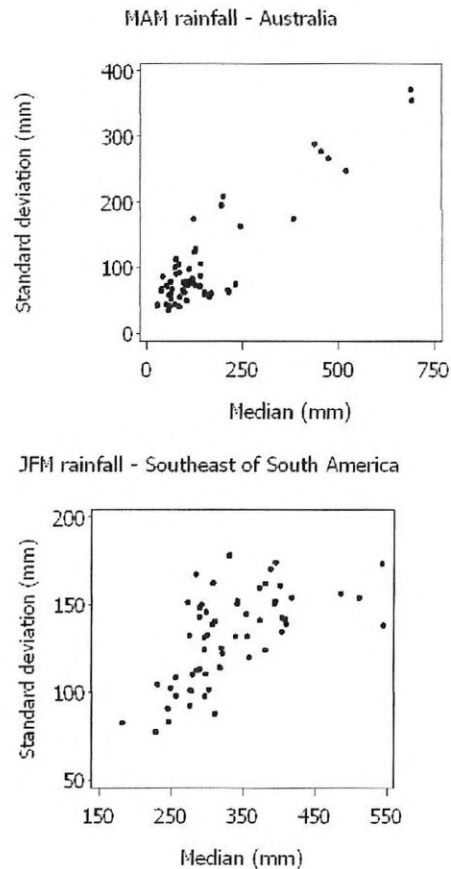 MAM rainfall - Australia
Standard deviation (mm)
400
300
200
100
0
0 250 500 750
Median (mm)
JFM rainfall - Southeast of South America
Standard deviation (mm)
200
150
100
50
150 250 350 450 550
Median (mm)